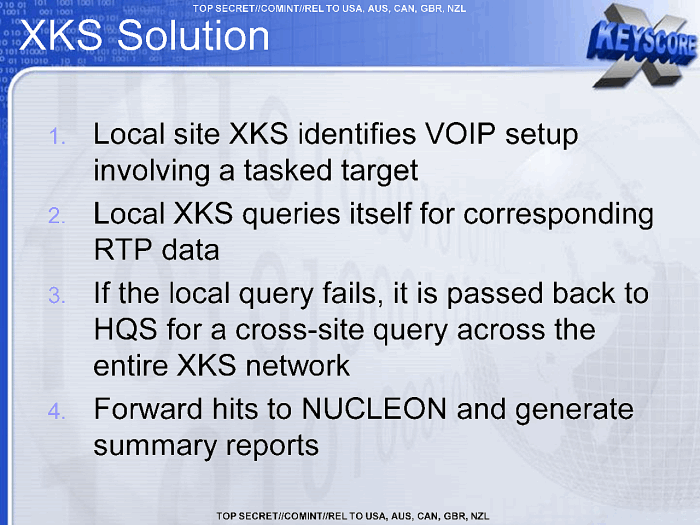 TOP SECRET//COMINT//REL TO USA, AUS, CAN, GBR, NZL
XKS Solution
X KEYSCORE
1. Local site XKS identifies VOIP setup
involving a tasked target
2. Local XKS queries itself for corresponding
RTP data
3. If the local query fails, it is passed back to
HQS for a cross-site query across the
entire XKS network
4. Forward hits to NUCLEON and generate
summary reports
TOP SECRET//COMINT//REL TO USA, AUS, CAN, GBR, NZL